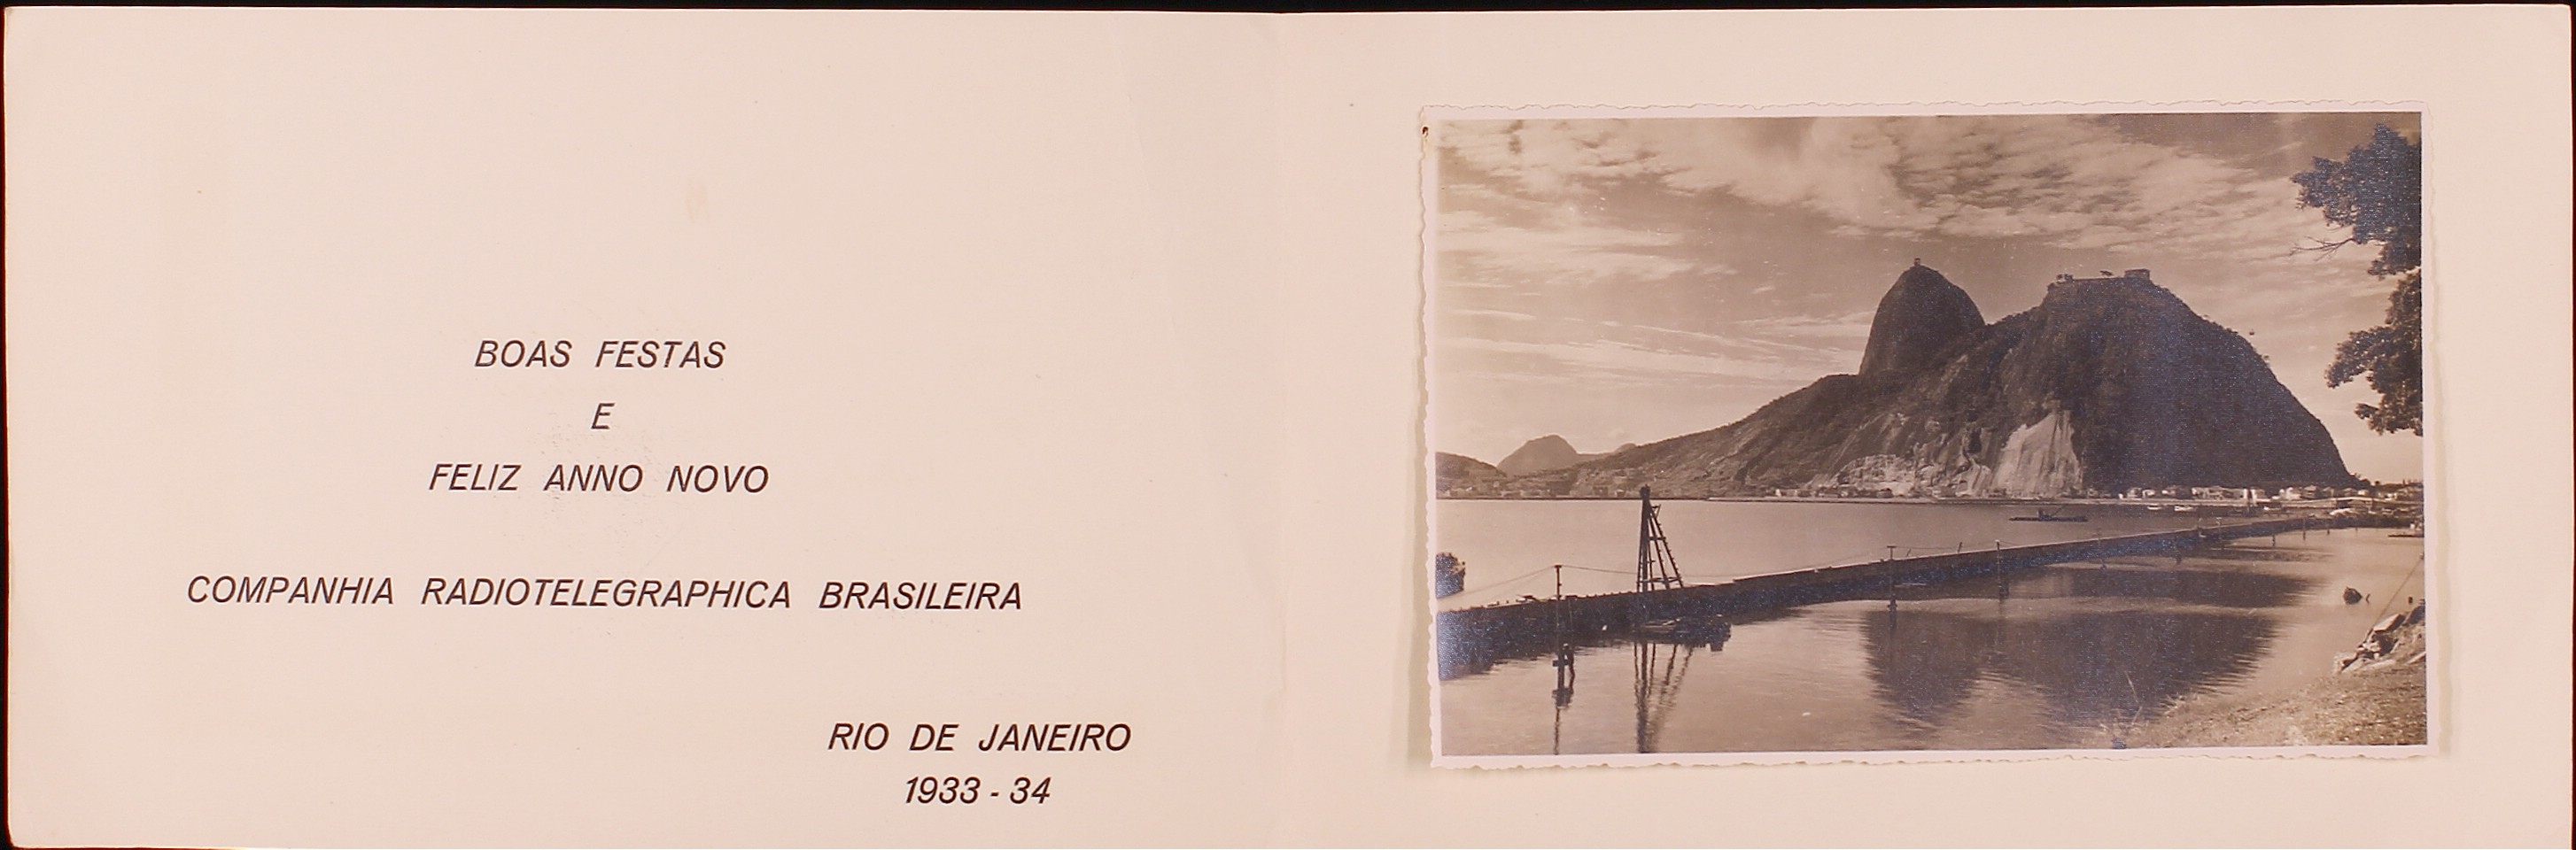 BOAS FESTAS
E
FELIZ ANNO NOVO
COMPANHIA RADIOTELEGRAPHICA BRASILEIRA
RIO DE JANEIRO
1933 - 34